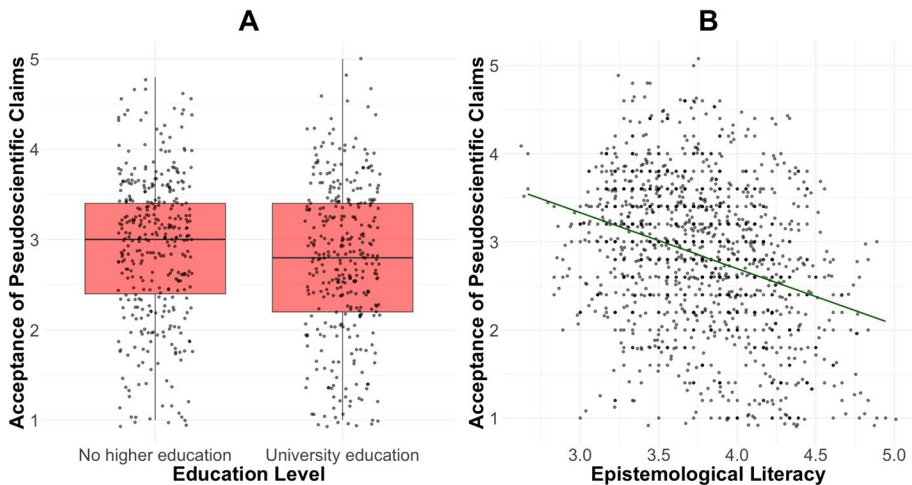 A
Acceptance of Pseudoscientific Claims
5
4
3
2
1
No higher education
University education
Education Level
B
Acceptance of Pseudoscientific Claims
5
4
3
2
1
3.0
3.5
4.0
4.5
5.0
Epistemological Literacy